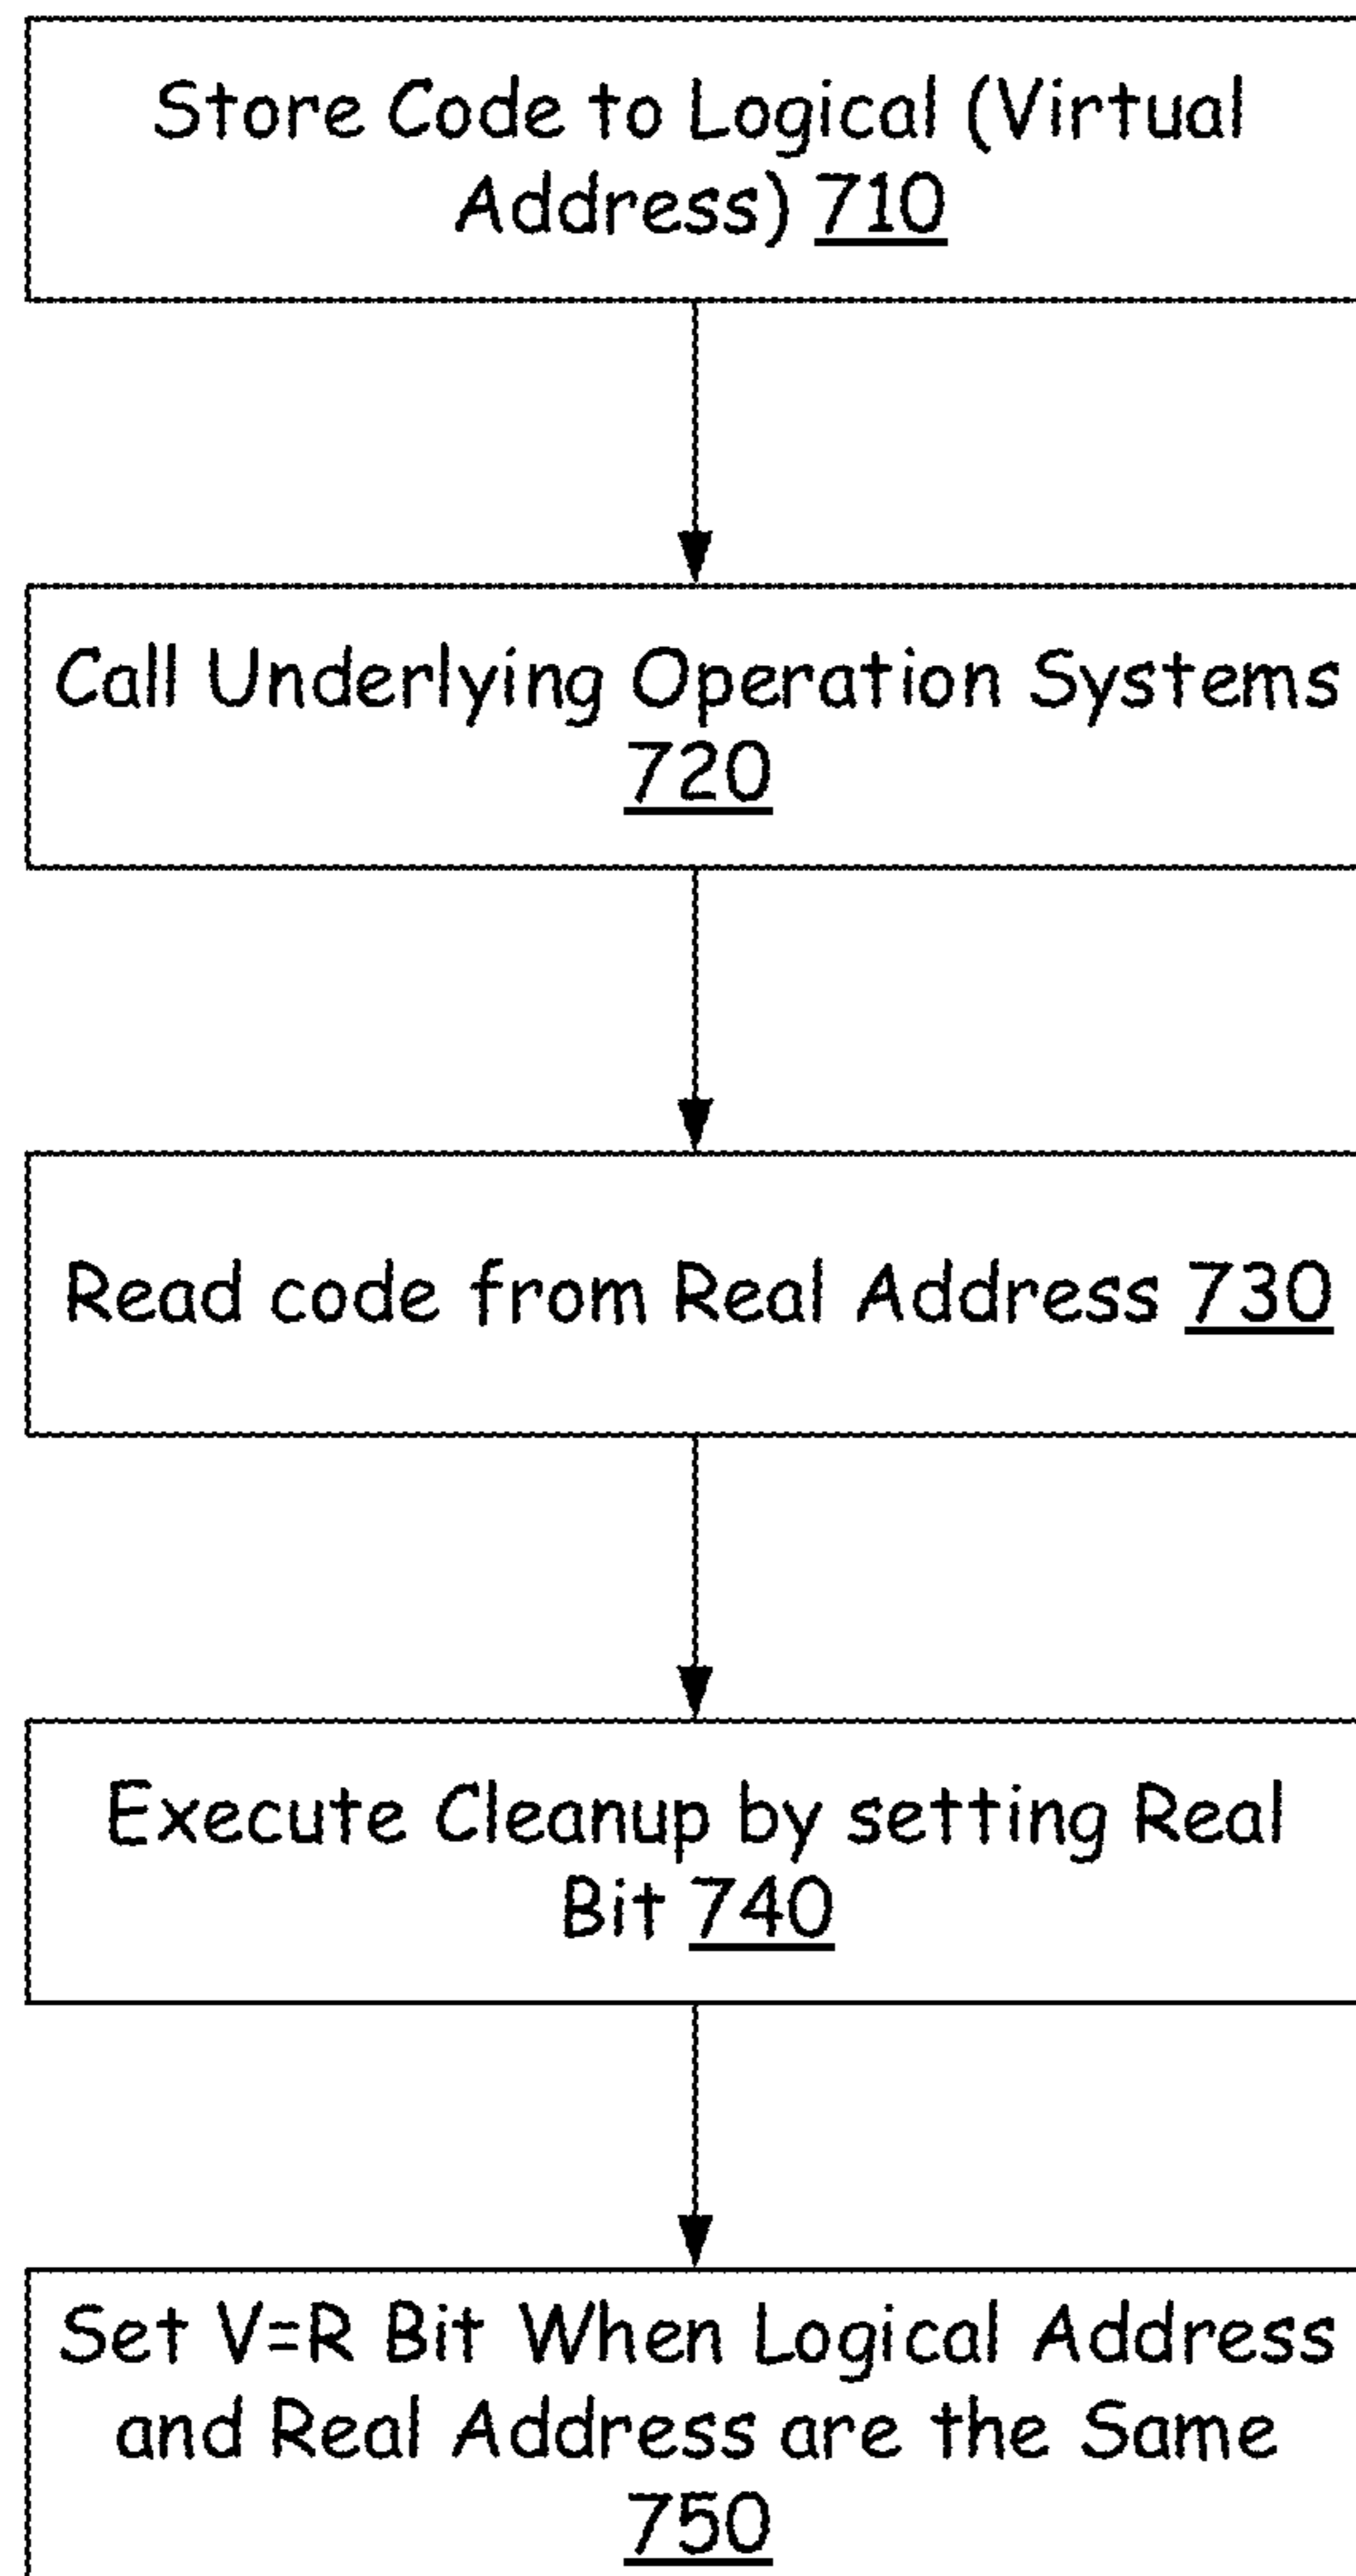 Store Code to Logical (Virtual
Address) 710
Call Underlying Operation Systems
720
Read code from Real Address 730
Execute Cleanup by setting Real
Bit 740
Set V=R Bit When Logical Address
and Real Address are the Same
750